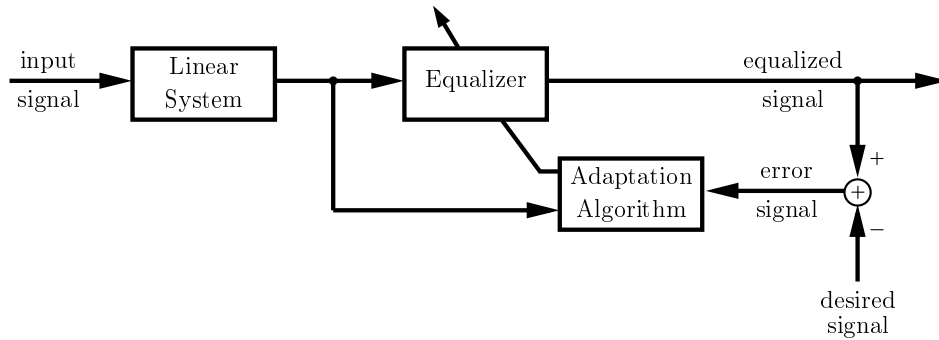 input
signal
Linear
System
Equalizer
equalized
signal
Adaptation
Algorithm
error
signal
+
+
−
desired
signal